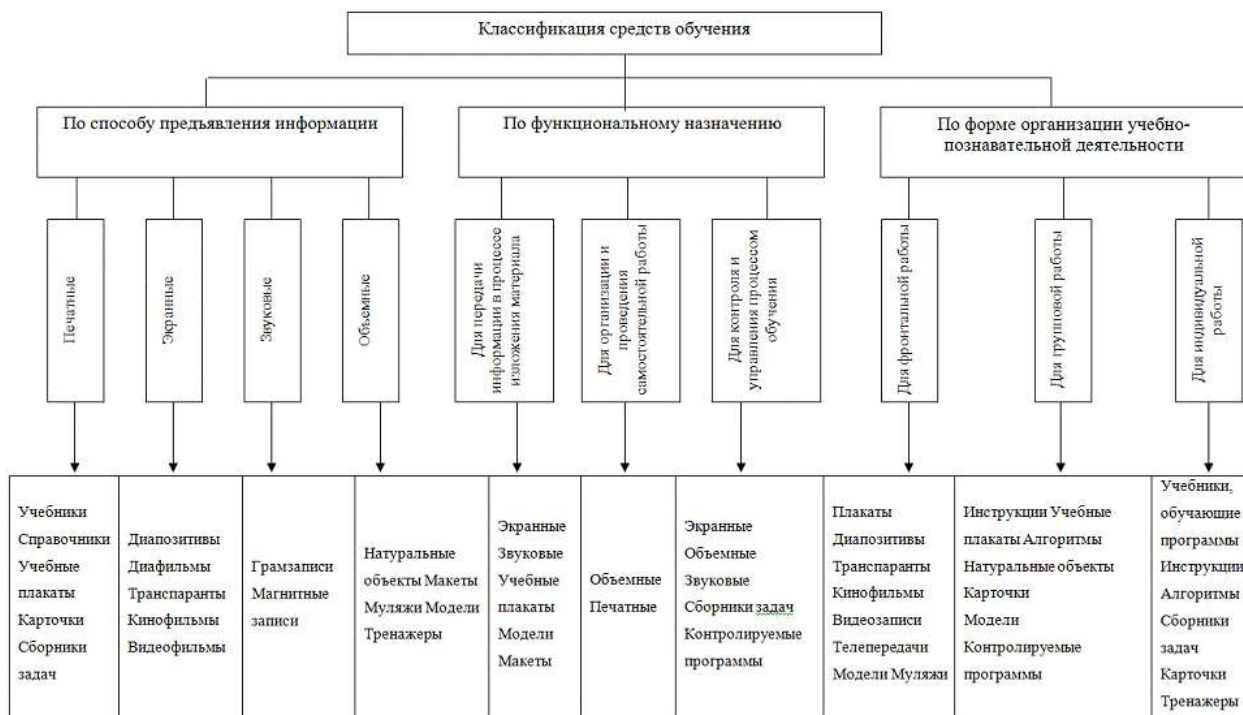 Классификация средств обучения
По способу предъявления информации
По функциональному назначению
По форме организации учебно-
познавательной деятельности
Печатные
Экранные
Звуковые
Объемные
Для передачи
информации в процессе
изложения материала
Для организации и
проведения
самостоятельной работы
Для контроля и
управления процессом
обучения
Для фронтальной работы
Для групповой работы
Для индивидуальной
работы
Учебники
Справочники
Учебные
плакаты
Карточки
Сборники
задач
Диапозитивы
Диафильмы
Транспаранты
Кинофильмы
Видеофильмы
Грамзаписи
Магнитные
записи
Натуральные
объекты Макеты
Муляжи Модели
Тренажеры
Экранные
Звуковые
Учебные
плакаты
Модели
Макеты
Объемные
Печатные
Экранные
Объемные
Звуковые
Сборники задач
Контролируемые
программы
Плакаты
Диапозитивы
Транспаранты
Кинофильмы
Видеозаписи
Телепередачи
Модели Муляжи
Инструкции Учебные
плакаты Алгоритмы
Натуральные объекты
Карточки
Модели
Контролируемые
программы
Учебники,
обучающие
программы
Инструкции
Алгоритмы
Сборники
задач
Карточки
Тренажеры